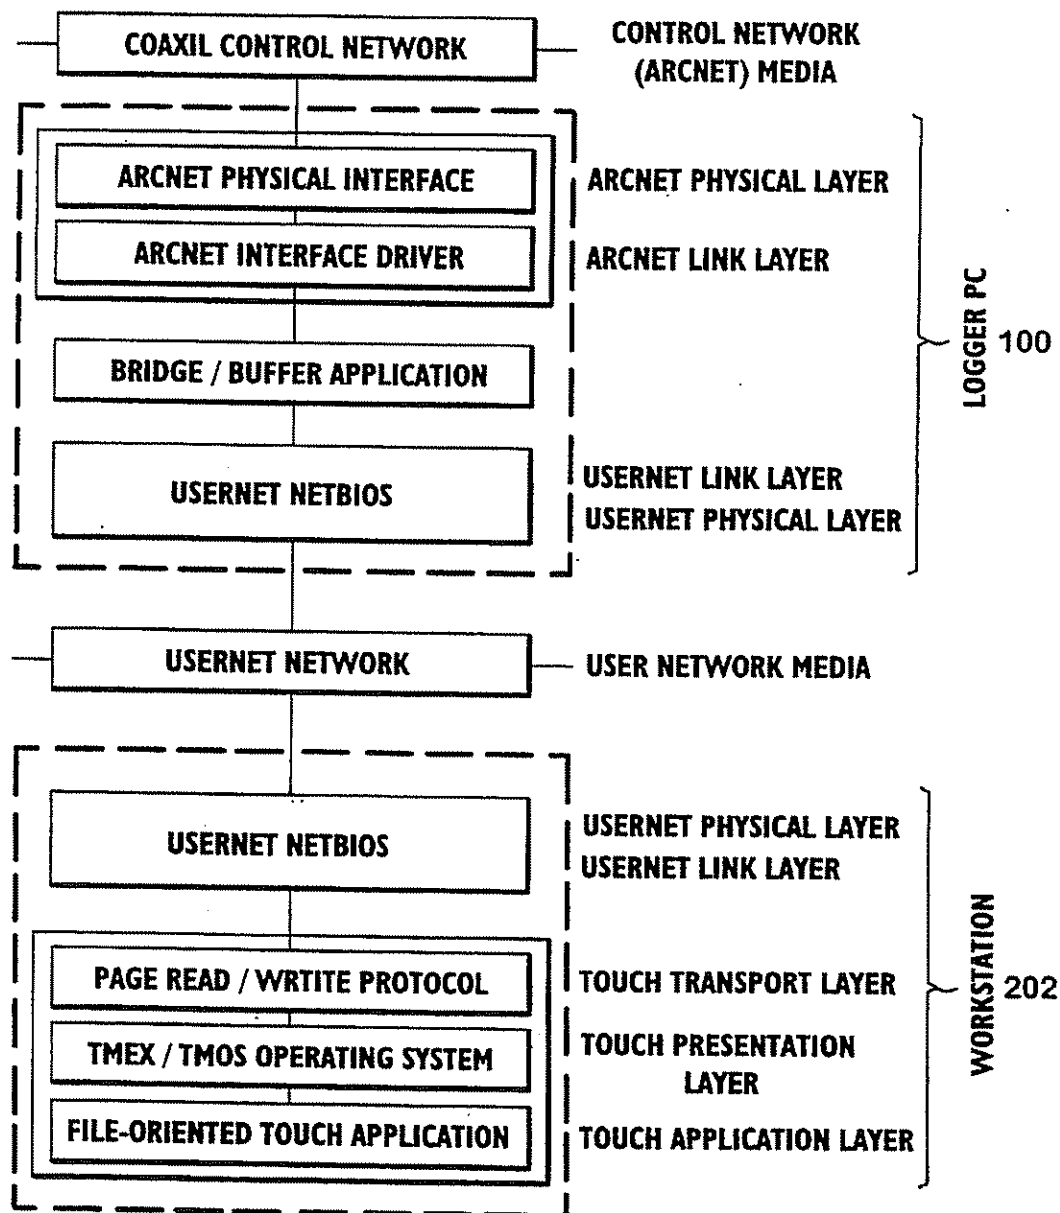 COAXIL CONTROL NETWORK
CONTROL NETWORK
(ARCNET) MEDIA
ARCNET PHYSICAL INTERFACE
ARCNET PHYSICAL LAYER
ARCNET INTERFACE DRIVER
ARCNET LINK LAYER
BRIDGE / BUFFER APPLICATION
LOGGER PC
100
USERNET NETBIOS
USERNET LINK LAYER
USERNET PHYSICAL LAYER
USERNET NETWORK
USER NETWORK MEDIA
USERNET NETBIOS
USERNET PHYSICAL LAYER
USERNET LINK LAYER
PAGE READ / WRTITE PROTOCOL
TOUCH TRANSPORT LAYER
TMEX / TMOS OPERATING SYSTEM
TOUCH PRESENTATION
LAYER
FILE-ORIENTED TOUCH APPLICATION
TOUCH APPLICATION LAYER
WORKSTATION
202